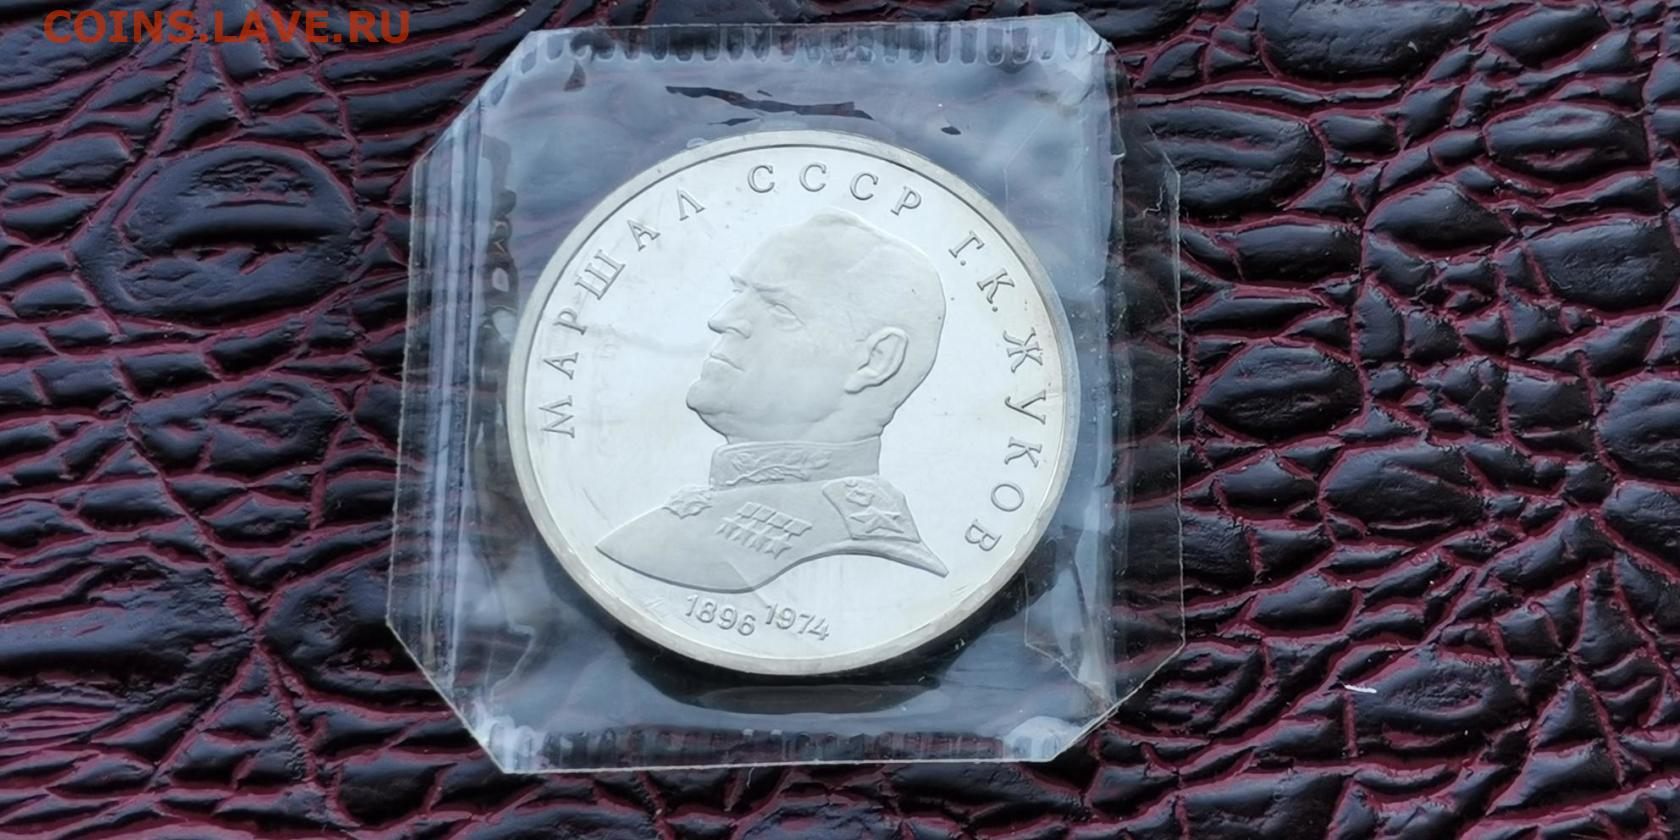 COINS.LAVE.RU
МАРШАЛ СССР Г.К.ЖУКОВ
1896 1974